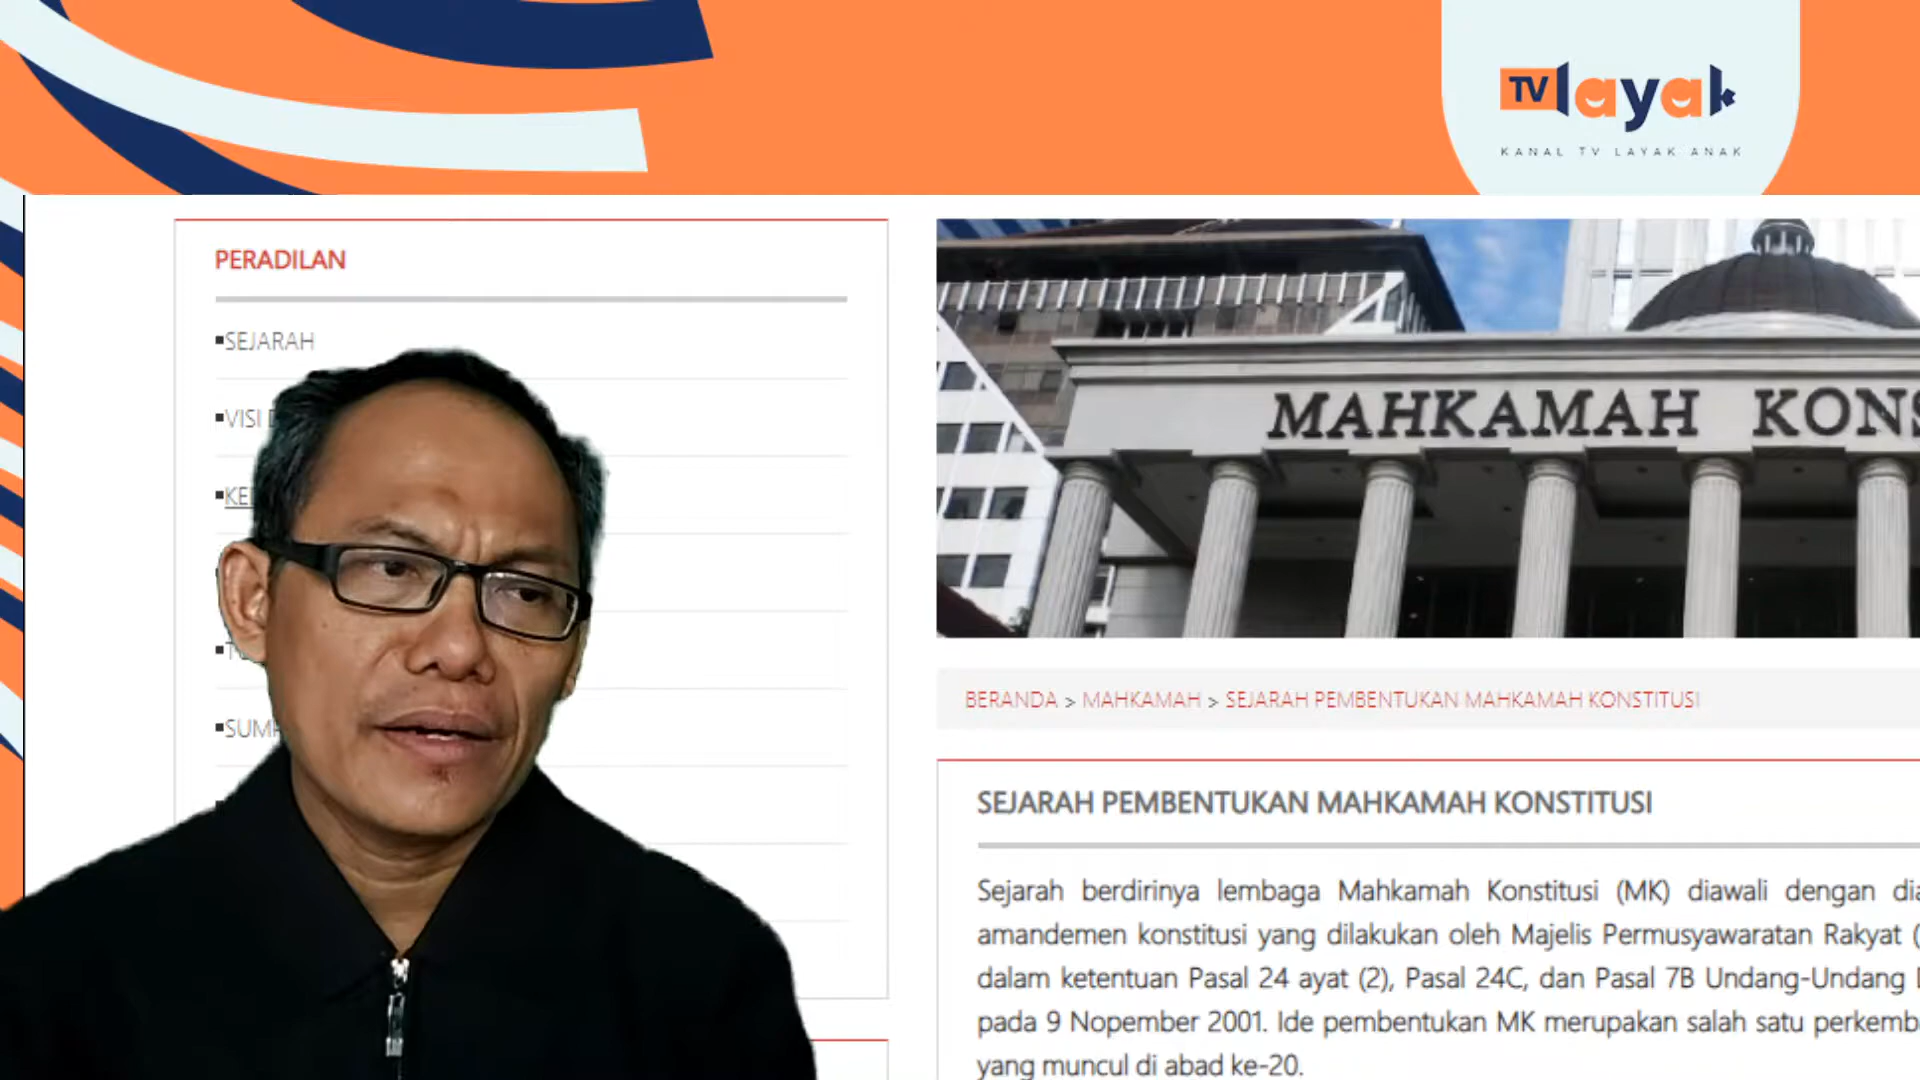 TV layak
KANAL TV LAYAK ANAK
PERADILAN
SEJARAH
VISI
SUM
MAHKAMAH KONS
BERANDA > MAHKAMAH > SEJARAH PEMBENTUKAN MAHKAMAH KONSTITUSI
SEJARAH PEMBENTUKAN MAHKAMAH KONSTITUSI
Sejarah berdirinya lembaga Mahkamah Konstitusi (MK) diawali dengan dia
amandemen konstitusi yang dilakukan oleh Majelis Permusyawaratan Rakyat (
dalam ketentuan Pasal 24 ayat (2), Pasal 24C, dan Pasal 7B Undang-Undang
pada 9 Nopember 2001. Ide pembentukan MK merupakan salah satu perkemb
yang muncul di abad ke-20.